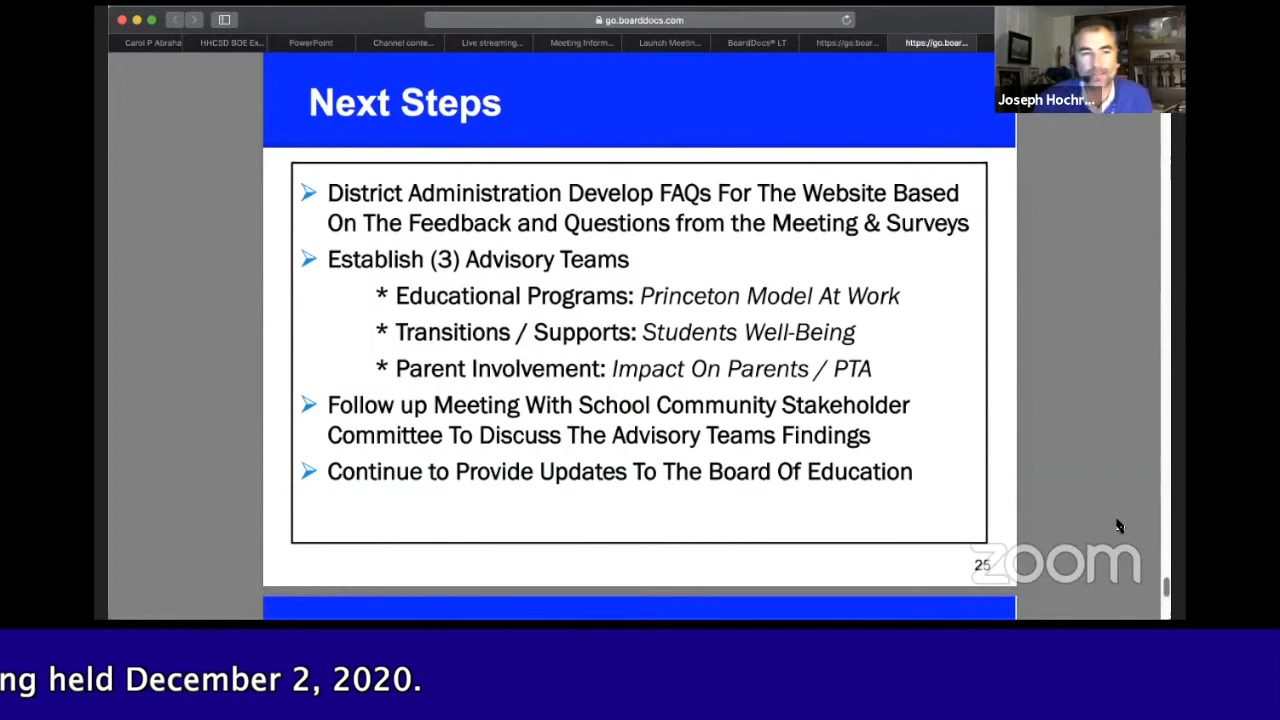 go.boarddocs.com
Carol P Abraha
HHCSD BOE Ex...
PowerPoint
Channel conte...
Live streaming...
Meeting Inform...
Launch Meetin...
BoardDocs® LT
https://go.boar...
https://go.boar...
Joseph Hochr...
Next Steps
District Administration Develop FAQs For The Website Based
On The Feedback and Questions from the Meeting & Surveys
Establish (3) Advisory Teams
* Educational Programs: Princeton Model At Work
* Transitions / Supports: Students Well-Being
* Parent Involvement: Impact On Parents / PTA
Follow up Meeting With School Community Stakeholder
Committee To Discuss The Advisory Teams Findings
Continue to Provide Updates To The Board Of Education
25
zoom
ng held December 2, 2020.